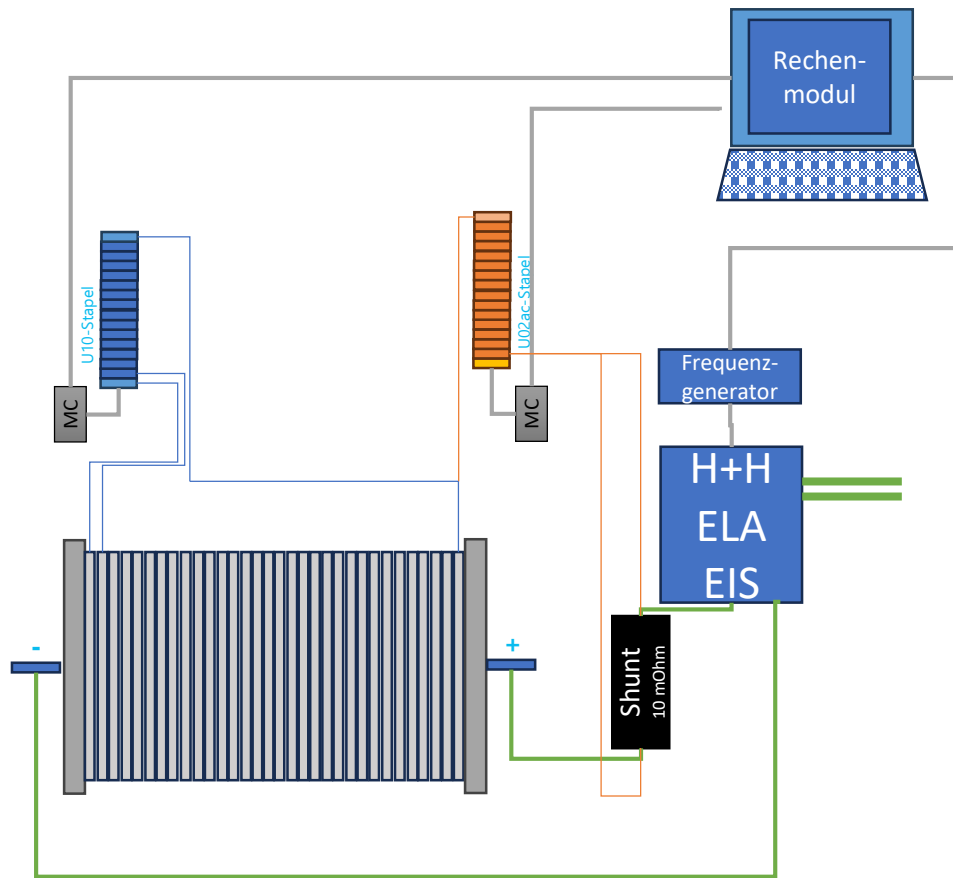 Rechen-
modul
U10-Stapel
U02ac-Stapel
MC
MC
Frequenz-
generator
H+H
ELA
EIS
Shunt
10 mOhm
-
+